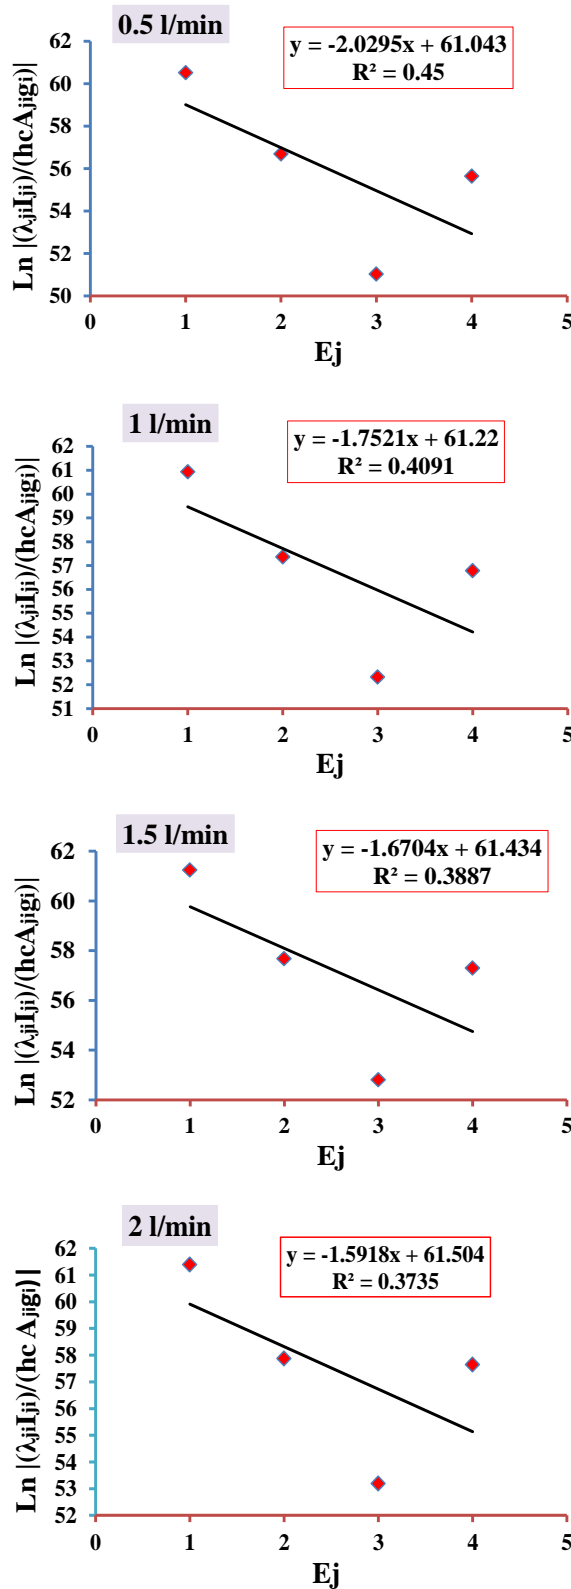 0.5 l/min
y = -2.0295x + 61.043
R² = 0.45
Ln |(λjiIji)/(hcAjigi)|
62
60
58
56
54
52
50
0 1 2 3 4 5
Ej
1 l/min
y = -1.7521x + 61.22
R² = 0.4091
Ln |(λjiIji)/(hcAjigi)|
62
61
60
59
58
57
56
55
54
53
52
51
0 1 2 3 4 5
Ej
1.5 l/min
y = -1.6704x + 61.434
R² = 0.3887
Ln |(λjiIji)/(hcAjigi)|
62
60
58
56
54
52
0 1 2 3 4 5
Ej
2 l/min
y = -1.5918x + 61.504
R² = 0.3735
Ln |(λjiIji)/(hc Ajigi)|
62
61
60
59
58
57
56
55
54
53
52
0 1 2 3 4 5
Ej